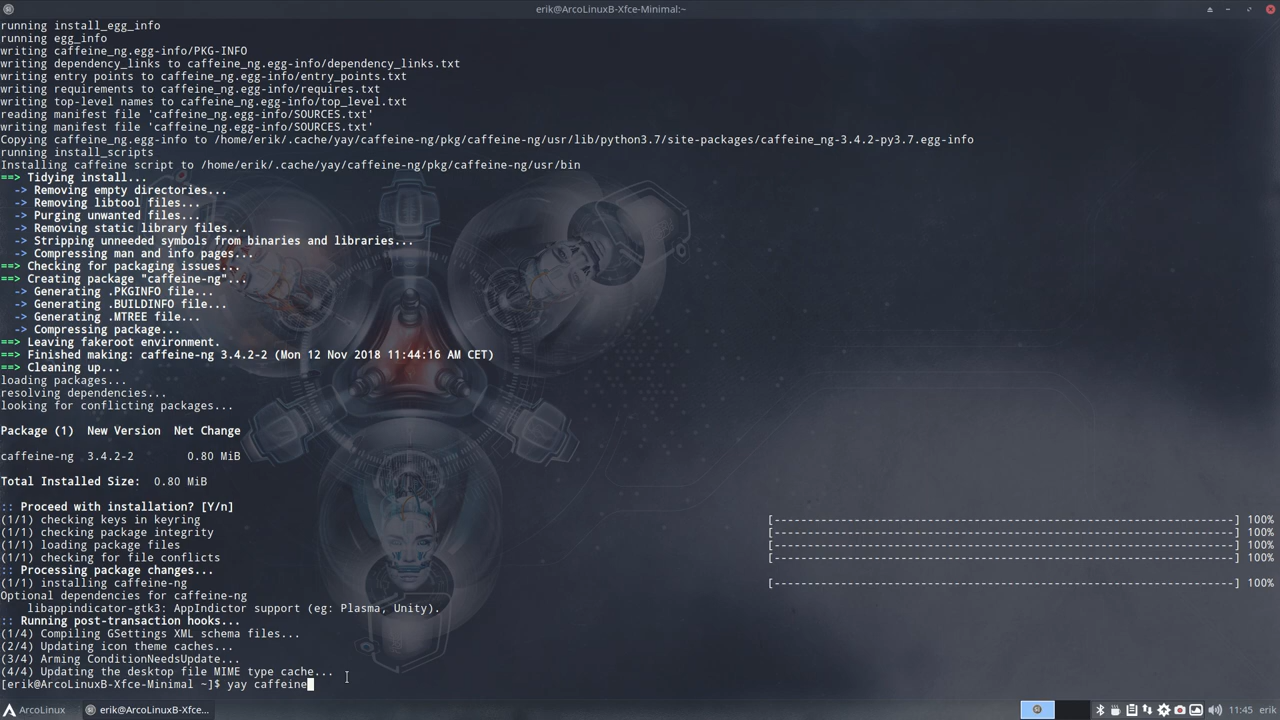 erik@ArcoLinuxB-Xfce-Minimal:~
running install_egg_info
running egg_info
writing caffeine_ng.egg-info/PKG-INFO
writing dependency_links to caffeine_ng.egg-info/dependency_links.txt
writing entry points to caffeine_ng.egg-info/entry_points.txt
writing requirements to caffeine_ng.egg-info/requires.txt
writing top-level names to caffeine_ng.egg-info/top_level.txt
reading manifest file 'caffeine_ng.egg-info/SOURCES.txt'
writing manifest file 'caffeine_ng.egg-info/SOURCES.txt'
Copying caffeine_ng.egg-info to /home/erik/.cache/yay/caffeine-ng/pkg/caffeine-ng/usr/lib/python3.7/site-packages/caffeine_ng-3.4.2-py3.7.egg-info
running install_scripts
Installing caffeine script to /home/erik/.cache/yay/caffeine-ng/pkg/caffeine-ng/usr/bin
==> Tidying install...
  -> Removing empty directories...
  -> Removing libtool files...
  -> Purging unwanted files...
  -> Removing static library files...
  -> Stripping unneeded symbols from binaries and libraries...
  -> Compressing man and info pages...
==> Checking for packaging issues...
==> Creating package "caffeine-ng"...
  -> Generating .PKGINFO file...
  -> Generating .BUILDINFO file...
  -> Generating .MTREE file...
  -> Compressing package...
==> Leaving fakeroot environment.
==> Finished making: caffeine-ng 3.4.2-2 (Mon 12 Nov 2018 11:44:16 AM CET)
==> Cleaning up...
loading packages...
resolving dependencies...
looking for conflicting packages...
Package (1)  New Version  Net Change
caffeine-ng  3.4.2-2        0.80 MiB
Total Installed Size:  0.80 MiB
:: Proceed with installation? [Y/n]
(1/1) checking keys in keyring [----------------------------------------------------------------------] 100%
(1/1) checking package integrity [----------------------------------------------------------------------] 100%
(1/1) loading package files [----------------------------------------------------------------------] 100%
(1/1) checking for file conflicts [----------------------------------------------------------------------] 100%
:: Processing package changes...
(1/1) installing caffeine-ng [----------------------------------------------------------------------] 100%
Optional dependencies for caffeine-ng
    libappindicator-gtk3: AppIndictor support (eg: Plasma, Unity).
:: Running post-transaction hooks...
(1/4) Compiling GSettings XML schema files...
(2/4) Updating icon theme caches...
(3/4) Arming ConditionNeedsUpdate...
(4/4) Updating the desktop file MIME type cache...
[erik@ArcoLinuxB-Xfce-Minimal ~]$ yay caffeine
ArcoLinux erik@ArcoLinuxB-Xfce... 11:45 erik